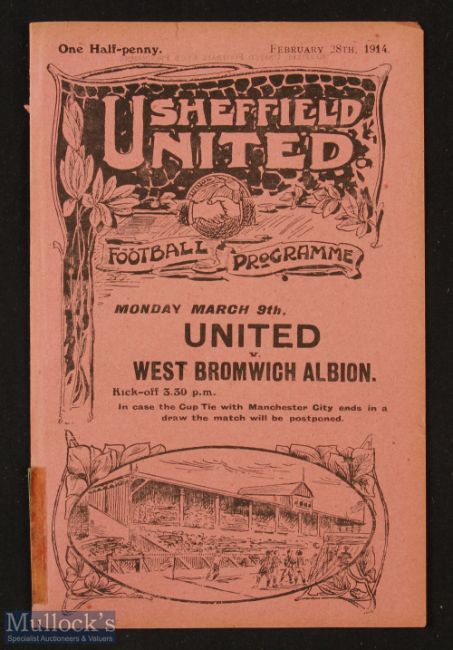 One Half-penny.
FEBRUARY 28TH, 1914.
SHEFFIELD
UNITED
FOOTBALL PROGRAMME
MONDAY MARCH 9th,
UNITED
v.
WEST BROMWICH ALBION.
Kick-off 3.30 p.m.
In case the Cup Tie with Manchester City ends in a
draw the match will be postponed.
Mullock's
Specialist Auctioneers & Valuers